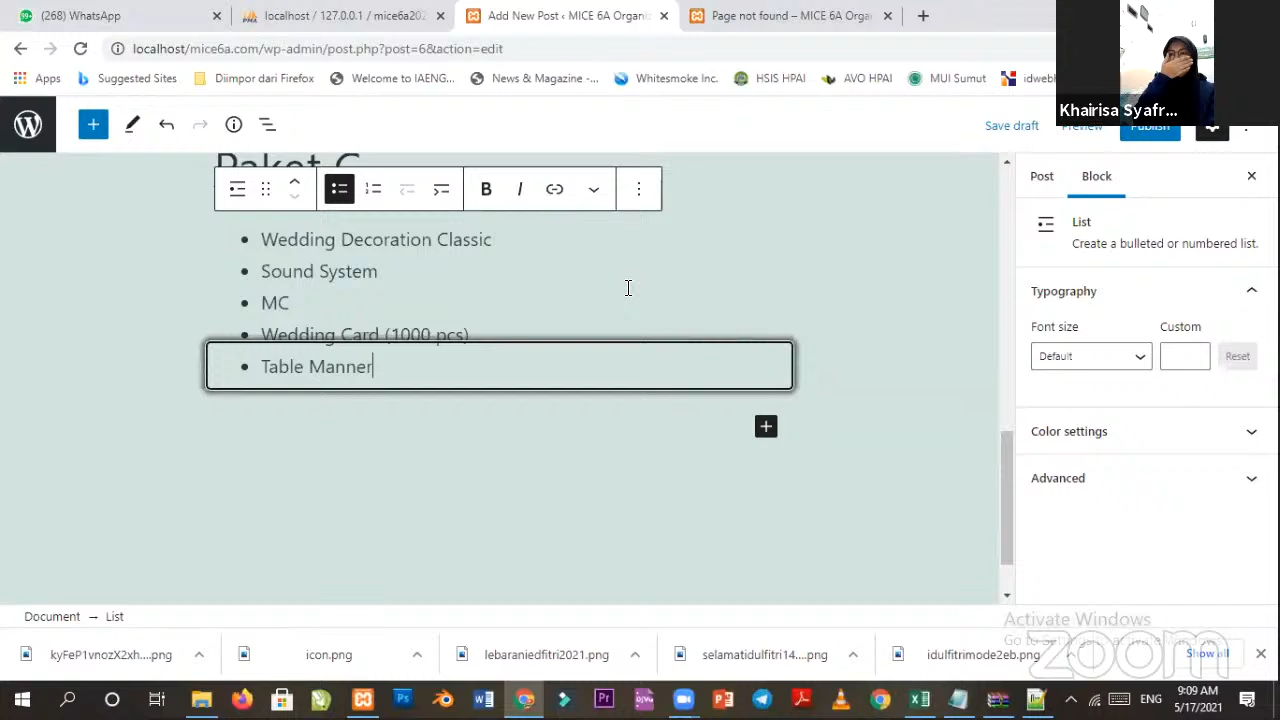 (268) WhatsApp
localhost / 127.0.0.1 / mice6a20
Add New Post ‹ MICE 6A Organi
Page not found – MICE 6A Orga
localhost/mice6a.com/wp-admin/post.php?post=6&action=edit
Apps
Suggested Sites
Diimpor dari Firefox
Welcome to IAENG...
News & Magazine -...
Whitesmoke Inc.
HSIS HPAI
AVO HPAI
MUI Sumut
idweb
Khairisa Syafr...
Save draft
Preview
Publish
Paket C
B I
Wedding Decoration Classic
Sound System
MC
Wedding Card (1000 pcs)
Table Manner
Post
Block
List
Create a bulleted or numbered list.
Typography
Font size
Custom
Default
Reset
Color settings
Advanced
Document → List
Activate Windows
zoom
kyFeP1vnozX2xh....png
icon.png
lebaraniedfitri2021.png
selamatidulfitri14....png
idulfitrimode2eb.png
Show all
ENG
9:09 AM
5/17/2021